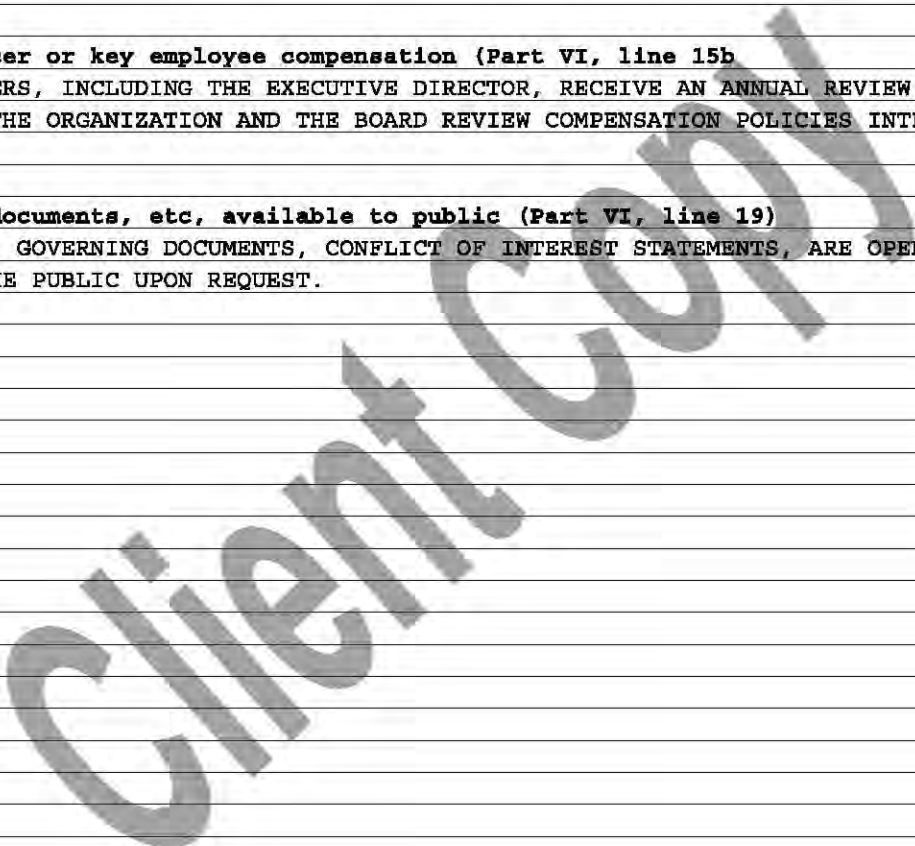 cer or key employee compensation (Part VI, line 15b
ERS, INCLUDING THE EXECUTIVE DIRECTOR, RECEIVE AN ANNUAL REVIEW
THE ORGANIZATION AND THE BOARD REVIEW COMPENSATION POLICIES INT
documents, etc, available to public (Part VI, line 19)
GOVERNING DOCUMENTS, CONFLICT OF INTEREST STATEMENTS, ARE OPE
E PUBLIC UPON REQUEST.
Client Copy